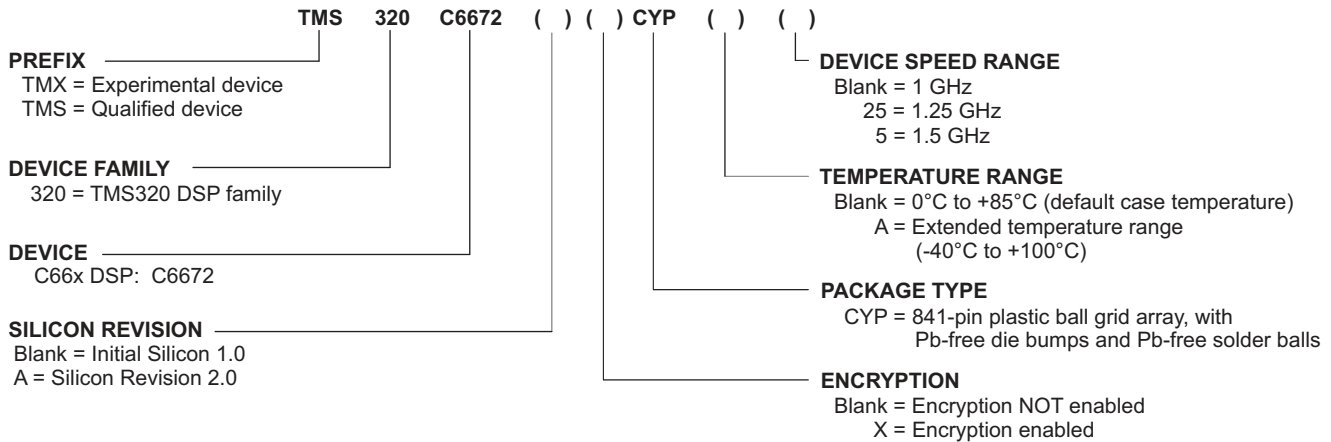 TMS 320 C6672 ( ) ( ) CYP ( ) ( )
PREFIX
TMX = Experimental device
TMS = Qualified device
DEVICE FAMILY
320 = TMS320 DSP family
DEVICE
C66x DSP: C6672
SILICON REVISION
Blank = Initial Silicon 1.0
A = Silicon Revision 2.0
DEVICE SPEED RANGE
Blank = 1 GHz
25 = 1.25 GHz
5 = 1.5 GHz
TEMPERATURE RANGE
Blank = 0°C to +85°C (default case temperature)
A = Extended temperature range
(-40°C to +100°C)
PACKAGE TYPE
CYP = 841-pin plastic ball grid array, with
Pb-free die bumps and Pb-free solder balls
ENCRYPTION
Blank = Encryption NOT enabled
X = Encryption enabled